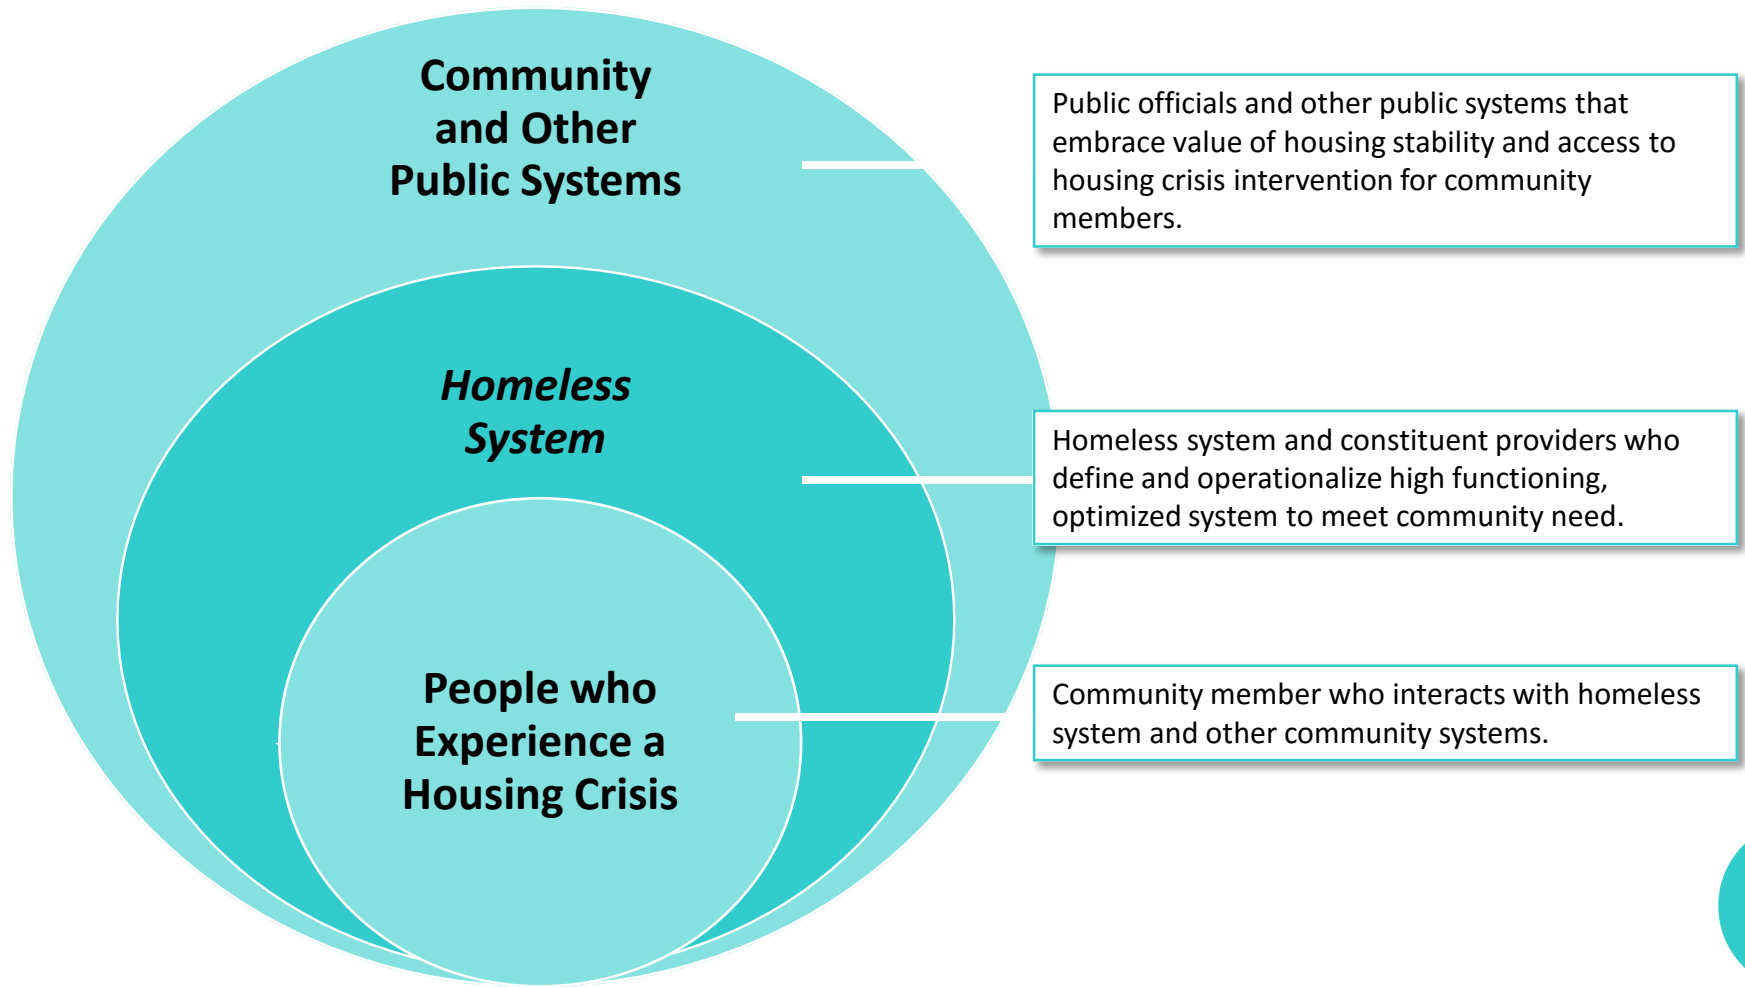 Community
and Other
Public Systems
Public officials and other public systems that
embrace value of housing stability and access to
housing crisis intervention for community
members.
Homeless
System
Homeless system and constituent providers who
define and operationalize high functioning,
optimized system to meet community need.
People who
Experience a
Housing Crisis
Community member who interacts with homeless
system and other community systems.